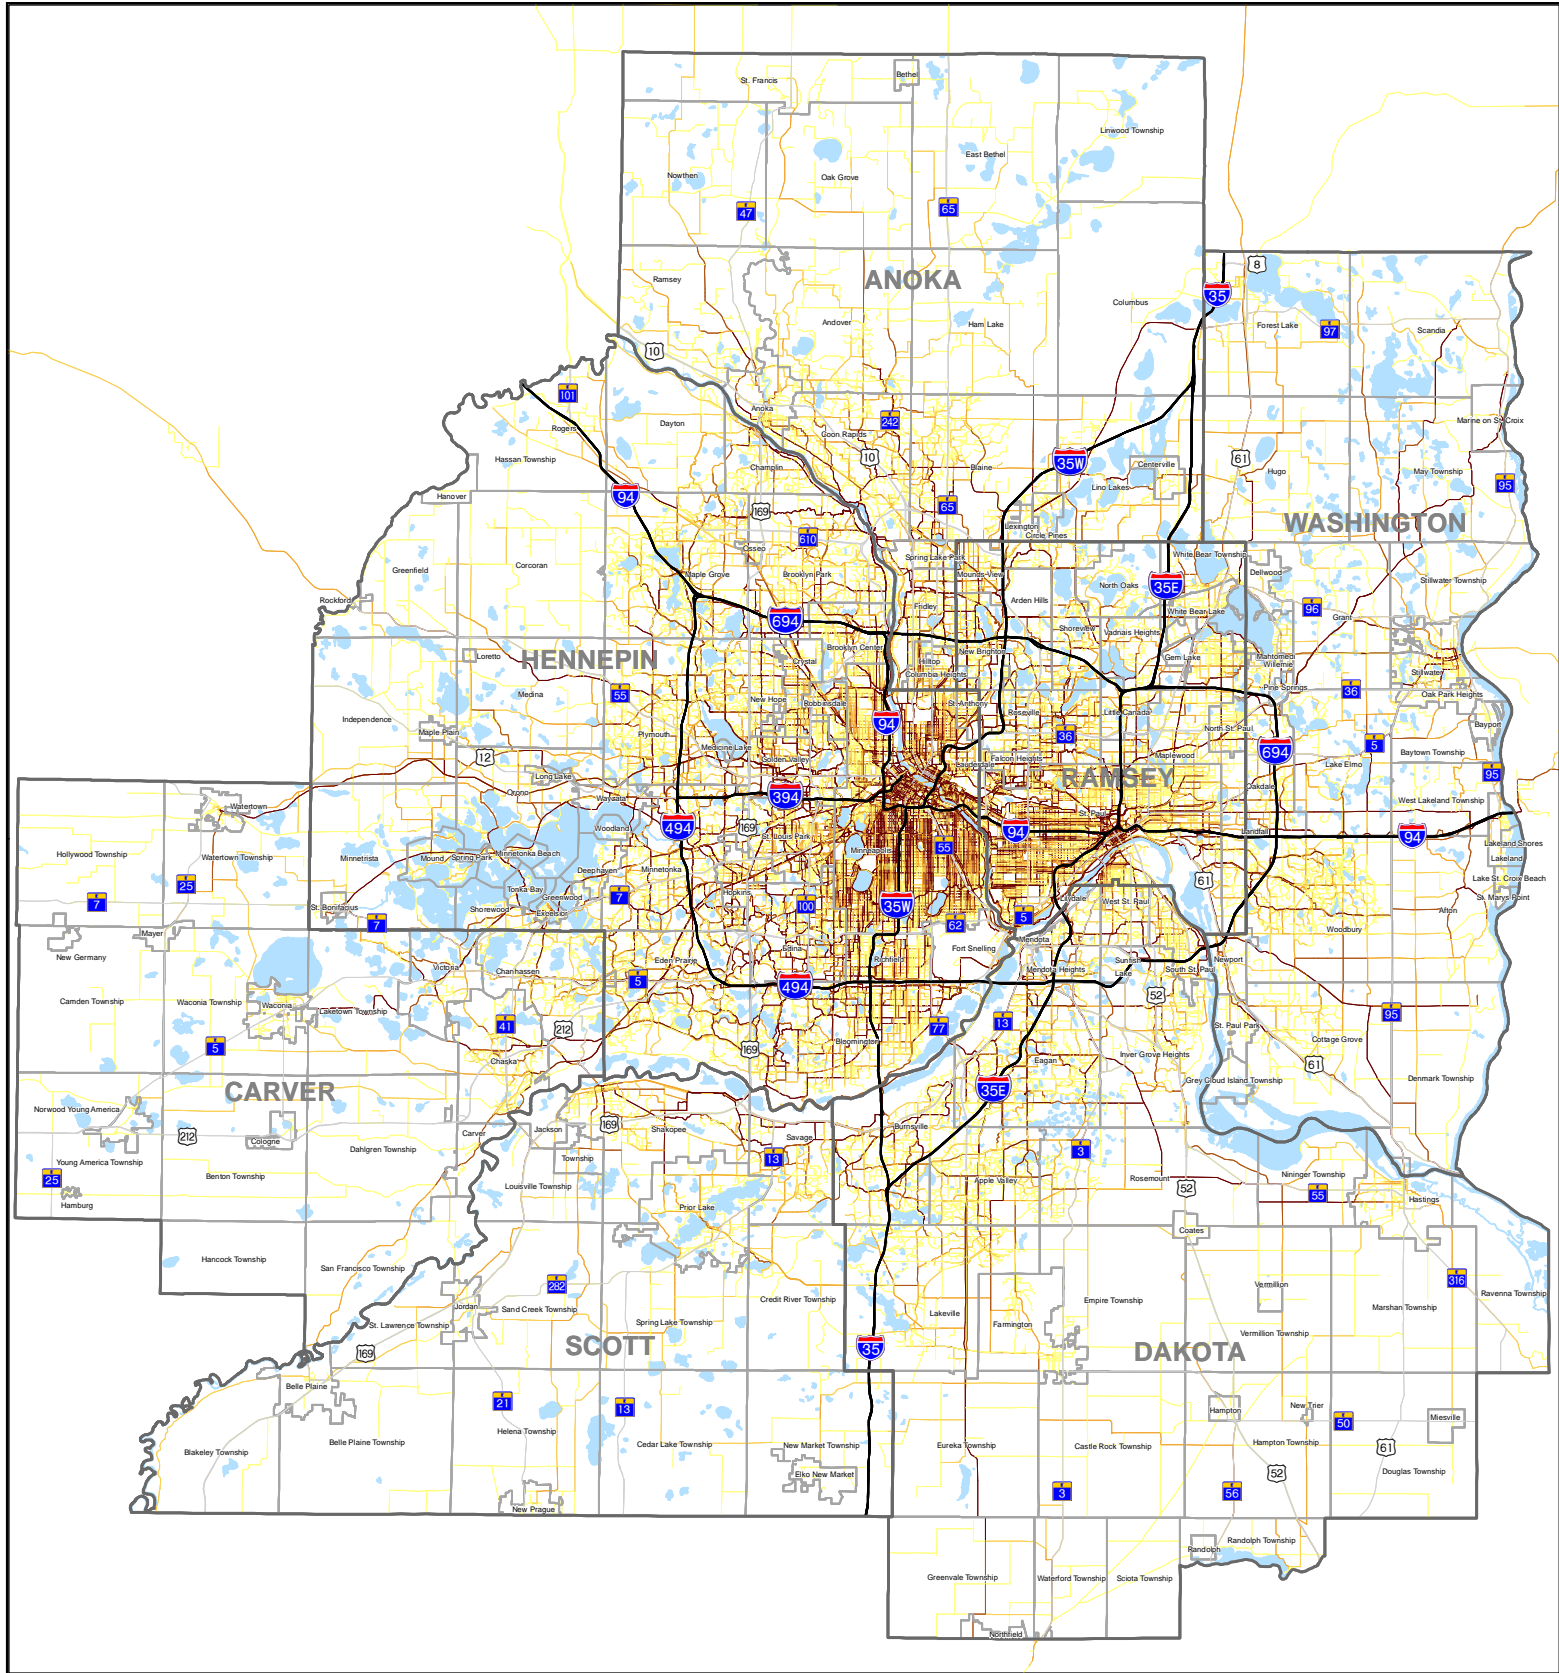 St. Francis
Bethel
Linwood Township
East Bethel
Nowthen
Oak Grove
47
65
ANOKA
8
Ramsey
35
Columbus
Andover
Ham Lake
Forest Lake
97
Scandia
10
101
Anoka
242
Marine on St. Croix
Rogers
Dayton
Coon Rapids
10
35W
Hassan Township
Champlin
Blaine
Centerville
61
Hugo
May Township
94
Hanover
Lino Lakes
95
169
65
WASHINGTON
Lexington
Circle Pines
610
Osseo
Spring Lake Park
White Bear Township
Greenfield
Corcoran
Maple Grove
Brooklyn Park
Mounds View
North Oaks
35E
Dellwood
Stillwater Township
Rockford
Fridley
Arden Hills
White Bear Lake
96
Grant
694
Shoreview
Vadnais Heights
Brooklyn Center
New Brighton
Loretto
HENNEPIN
Crystal
Hilltop
Gem Lake
Mahtomedi
Willernie
Columbia Heights
Stillwater
Medina
55
New Hope
Robbinsdale
St. Anthony
Pine Springs
36
Oak Park Heights
Independence
94
Roseville
Little Canada
Maple Plain
Plymouth
36
North St. Paul
Bayport
12
Medicine Lake
Golden Valley
Lauderdale
Falcon Heights
Maplewood
694
5
Baytown Township
Long Lake
RAMSEY
Lake Elmo
95
Orono
Wayzata
394
Oakdale
West Lakeland Township
Watertown
Woodland
494
169
St. Louis Park
94
St. Paul
Landfall
94
Hollywood Township
Watertown Township
Minnetrista
Mound
Spring Park
Minnetonka Beach
Minneapolis
55
Lakeland Shores
Lakeland
Deephaven
Minnetonka
25
Tonka Bay
Greenwood
7
Hopkins
61
Lake St. Croix Beach
7
St. Bonifacius
Shorewood
Excelsior
100
35W
Lilydale
West St. Paul
St. Marys Point
7
62
5
Afton
Mayer
Woodbury
New Germany
Edina
Fort Snelling
Mendota
Victoria
Chanhassen
Eden Prairie
Richfield
Mendota Heights
Sunfish
Lake
South St. Paul
Newport
5
494
52
Camden Township
Waconia Township
Waconia
Laketown Township
41
212
77
13
St. Paul Park
95
5
Chaska
169
Bloomington
Eagan
Inver Grove Heights
Cottage Grove
61
CARVER
35E
Grey Cloud Island Township
Denmark Township
Norwood Young America
212
Cologne
Carver
Jackson
Township
169
Shakopee
Savage
Burnsville
Dahlgren Township
Young America Township
13
3
25
Benton Township
Louisville Township
Apple Valley
Rosemount
52
Nininger Township
55
Hamburg
Prior Lake
Hastings
Coates
Hancock Township
San Francisco Township
282
Vermillion
316
Ravenna Township
Jordan
Sand Creek Township
Credit River Township
Empire Township
Marshan Township
St. Lawrence Township
Spring Lake Township
Lakeville
Farmington
Vermillion Township
169
SCOTT
35
DAKOTA
Belle Plaine
21
13
Hampton
New Trier
50
Miesville
Blakeley Township
Belle Plaine Township
Helena Township
Cedar Lake Township
New Market Township
Eureka Township
Castle Rock Township
Hampton Township
61
Elko New Market
52
Douglas Township
New Prague
3
56
Randolph
Randolph Township
Greenvale Township
Waterford Township
Sciota Township
Northfield